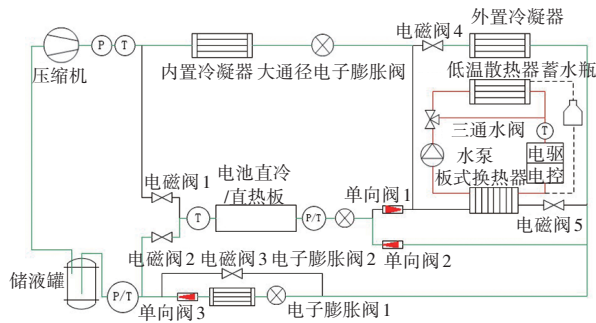 电磁阀4
外置冷凝器
P
T
压缩机
内置冷凝器
大通径电子膨胀阀
低温散热器
蓄水瓶
三通水阀
T
水泵
电驱
电控
板式换热器
电磁阀1
电池直冷
/直热板
T
P/T
单向阀1
电磁阀5
电磁阀2
电磁阀3
电子膨胀阀2
单向阀2
储液罐
P/T
单向阀3
电子膨胀阀1